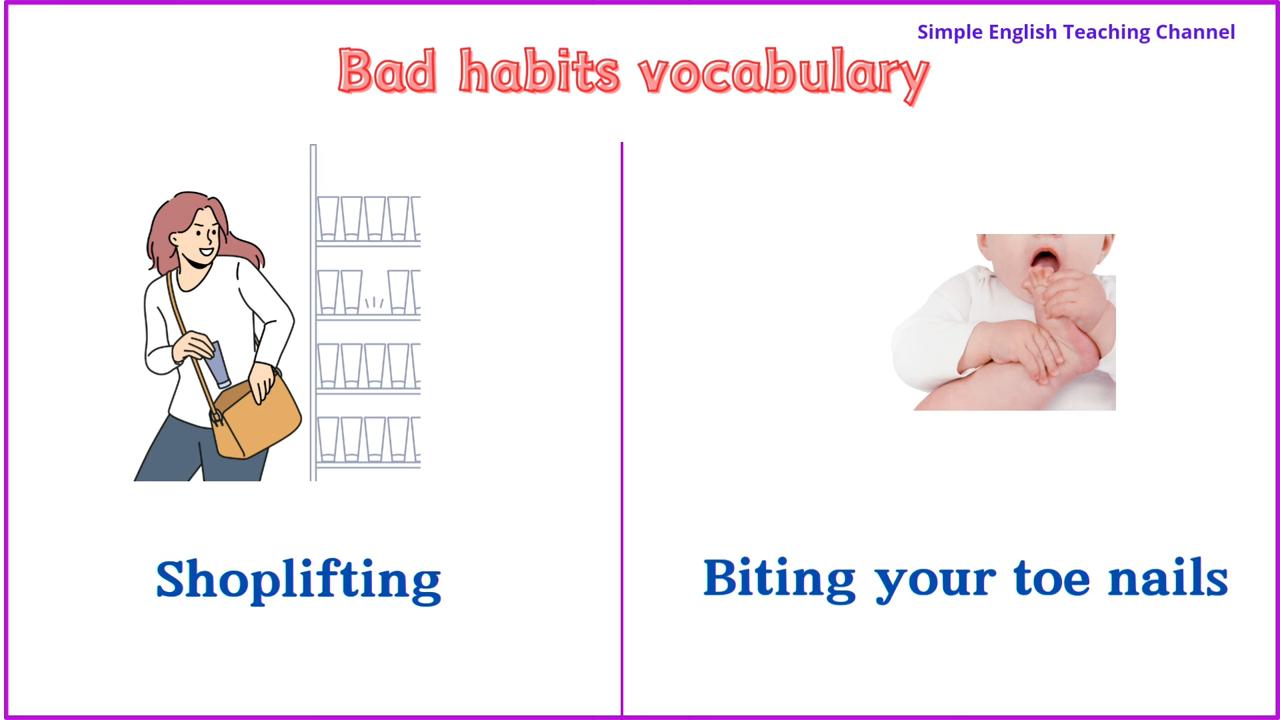 Simple English Teaching Channel
Bad habits vocabulary
Shoplifting
Biting your toe nails